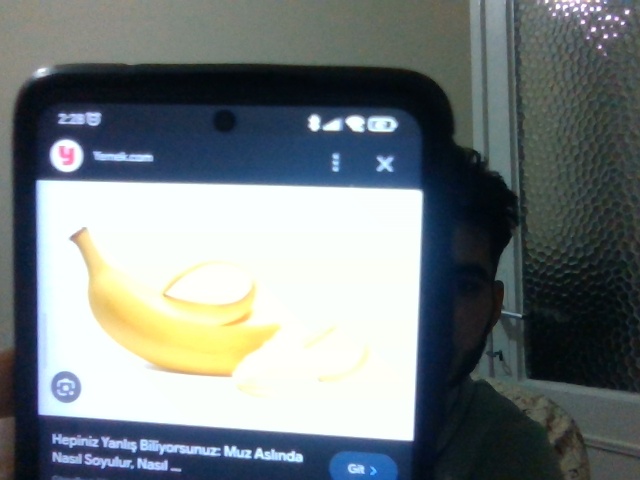 2:28
Yemek.com
Hepiniz Yanlış Biliyorsunuz: Muz Aslında
Nasıl Soyulur, Nasıl ...
Git >